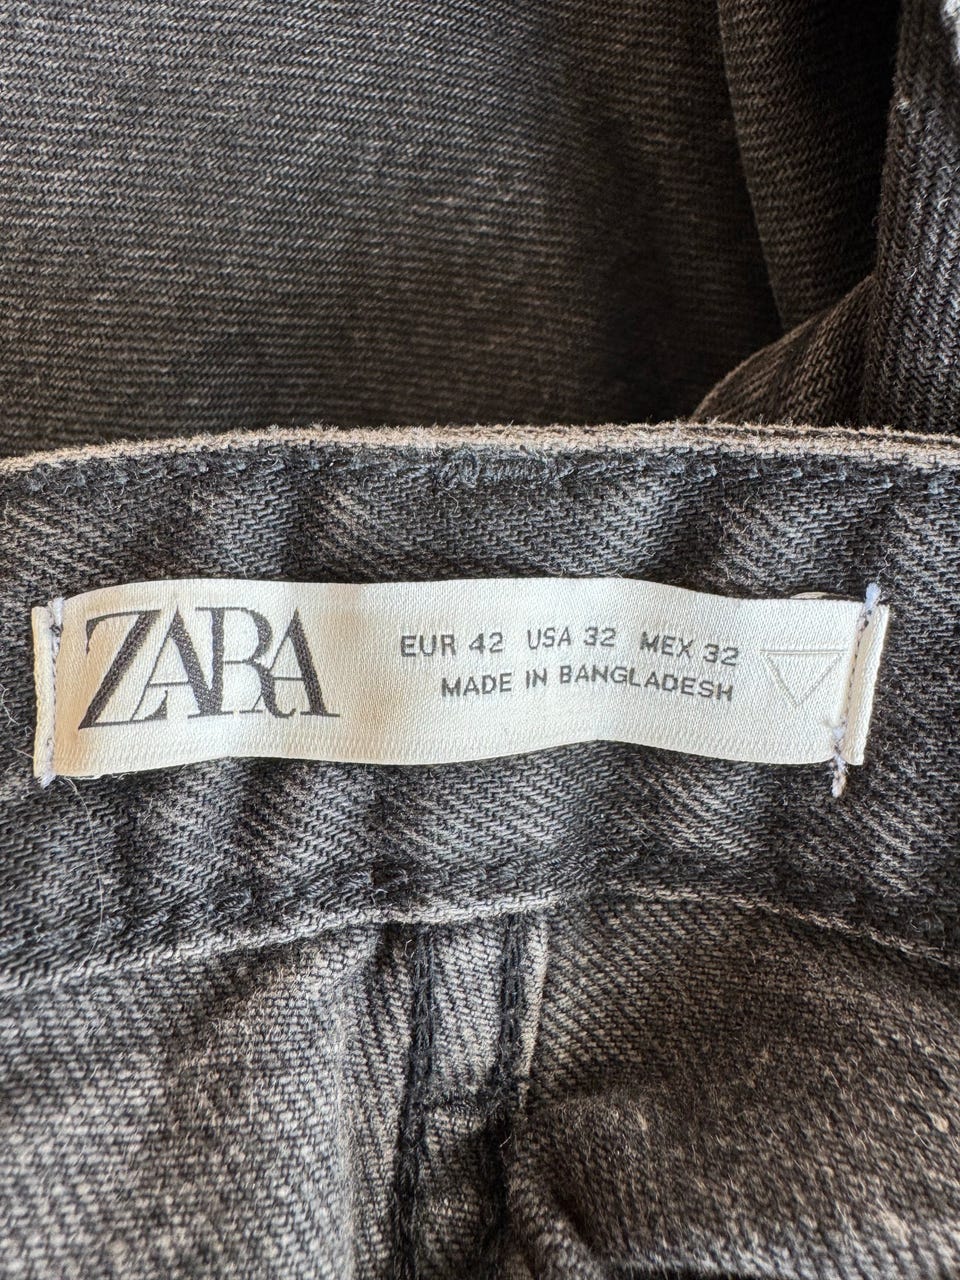 ZARA
EUR 42 USA 32 MEX 32
MADE IN BANGLADESH